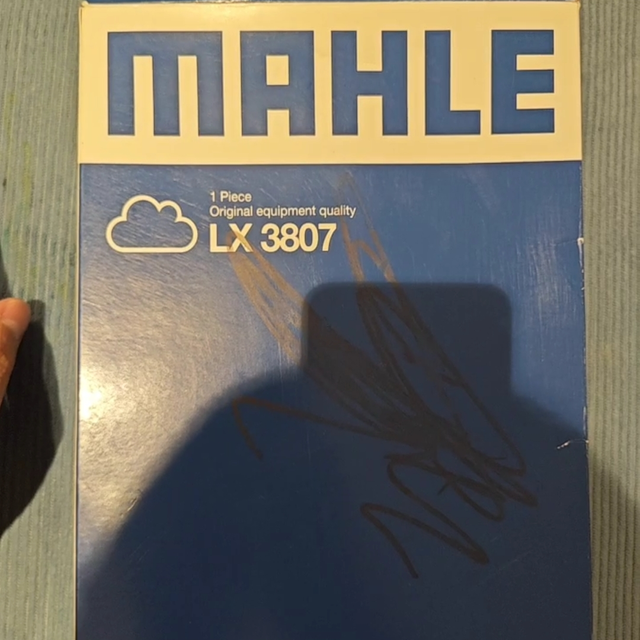 MAHLE
1 Piece
Original equipment quality
LX 3807